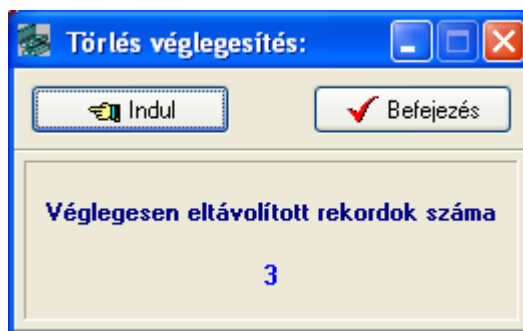 Törlés véglegesítés:
Indul
Befejezés
Véglegesen eltávolított rekordok száma
3